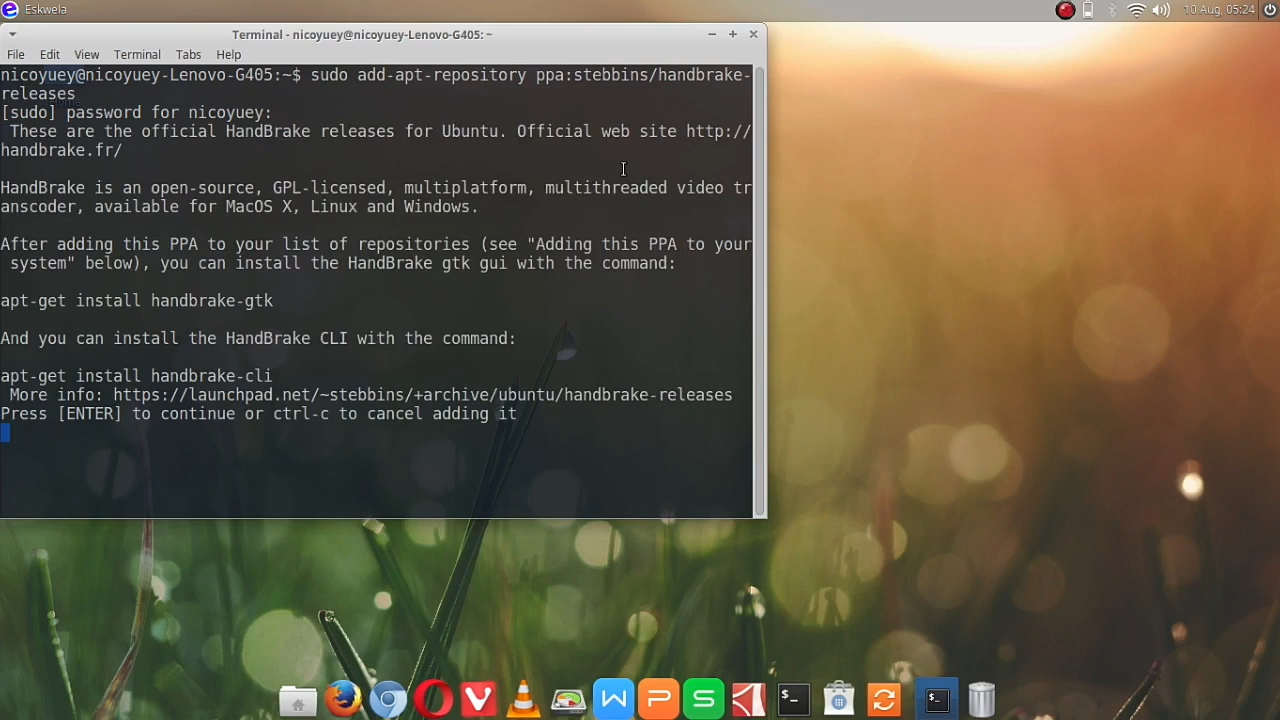 Eskwela
10 Aug, 05:24
Terminal - nicoyuey@nicoyuey-Lenovo-G405: ~
File Edit View Terminal Tabs Help
nicoyuey@nicoyuey-Lenovo-G405:~$ sudo add-apt-repository ppa:stebbins/handbrake-
releases
[sudo] password for nicoyuey:
These are the official HandBrake releases for Ubuntu. Official web site http://
handbrake.fr/
HandBrake is an open-source, GPL-licensed, multiplatform, multithreaded video tr
anscoder, available for MacOS X, Linux and Windows.
After adding this PPA to your list of repositories (see "Adding this PPA to your
system" below), you can install the HandBrake gtk gui with the command:
apt-get install handbrake-gtk
And you can install the HandBrake CLI with the command:
apt-get install handbrake-cli
More info: https://launchpad.net/~stebbins/+archive/ubuntu/handbrake-releases
Press [ENTER] to continue or ctrl-c to cancel adding it